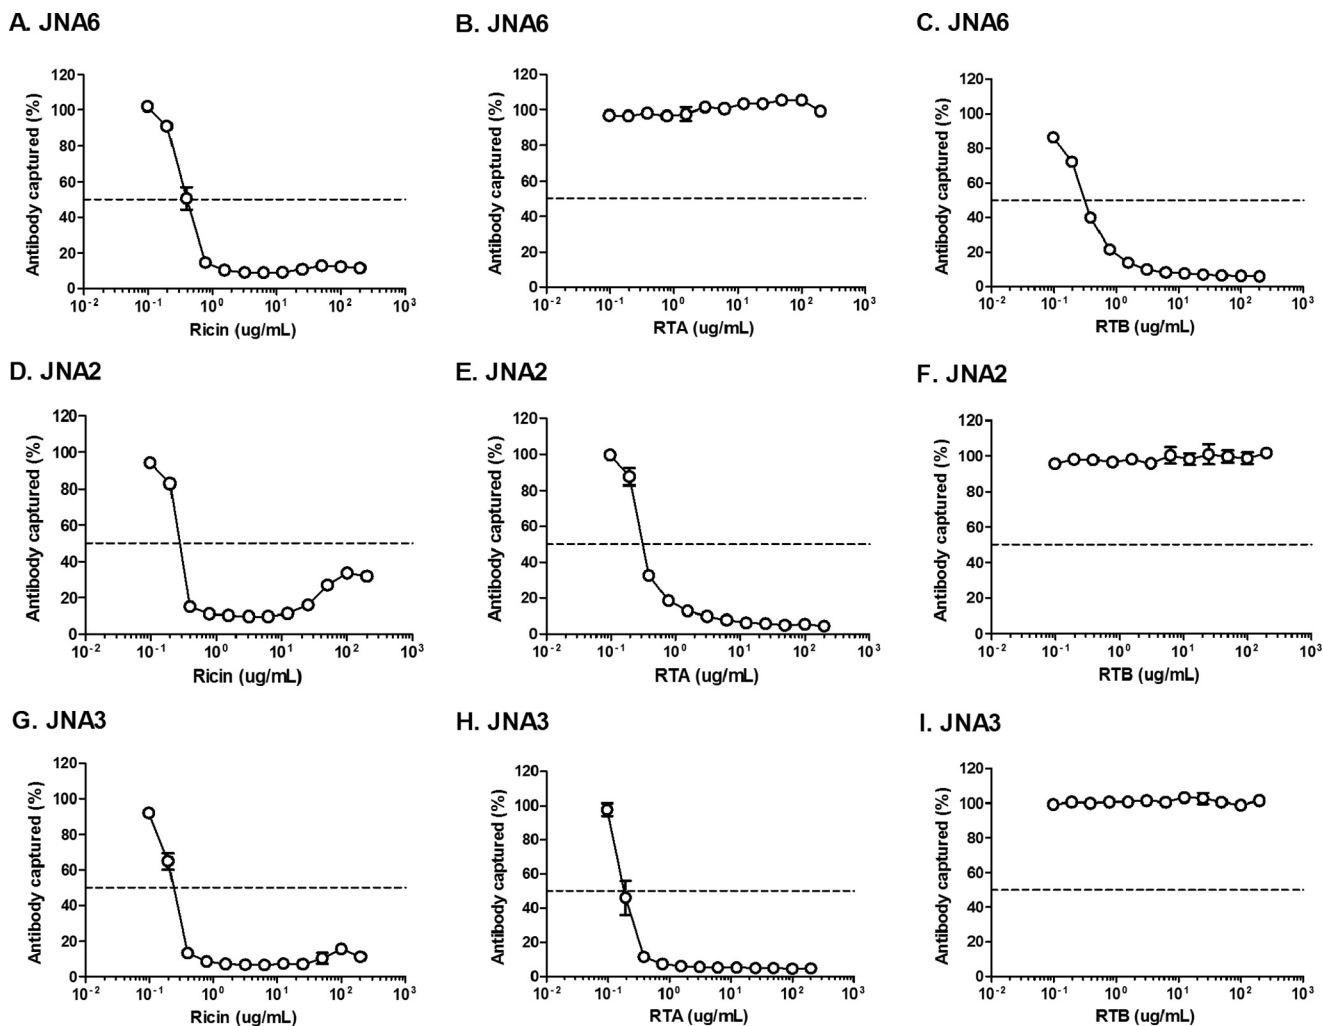 A. JNA6
B. JNA6
C. JNA6
Antibody captured (%)
120
100
80
60
40
20
0
10-2 10-1 100 101 102 103
Ricin (ug/mL)
Antibody captured (%)
120
100
80
60
40
20
0
10-2 10-1 100 101 102 103
RTA (ug/mL)
Antibody captured (%)
120
100
80
60
40
20
0
10-2 10-1 100 101 102 103
RTB (ug/mL)
D. JNA2
E. JNA2
F. JNA2
Antibody captured (%)
120
100
80
60
40
20
0
10-2 10-1 100 101 102 103
Ricin (ug/mL)
Antibody captured (%)
120
100
80
60
40
20
0
10-2 10-1 100 101 102 103
RTA (ug/mL)
Antibody captured (%)
120
100
80
60
40
20
0
10-2 10-1 100 101 102 103
RTB (ug/mL)
G. JNA3
H. JNA3
I. JNA3
Antibody captured (%)
120
100
80
60
40
20
0
10-2 10-1 100 101 102 103
Ricin (ug/mL)
Antibody captured (%)
120
100
80
60
40
20
0
10-2 10-1 100 101 102 103
RTA (ug/mL)
Antibody captured (%)
120
100
80
60
40
20
0
10-2 10-1 100 101 102 103
RTB (ug/mL)